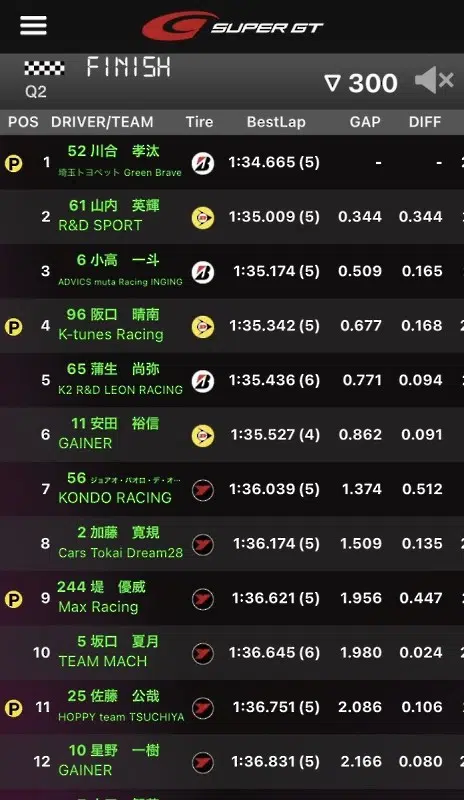 SUPER GT
FINISH
Q2
▽ 300
POS DRIVER/TEAM Tire BestLap GAP DIFF
P 1 52 川合 孝汰 1:34.665 (5) - -
埼玉トヨペット Green Brave
2 61 山内 英輝 1:35.009 (5) 0.344 0.344
R&D SPORT
3 6 小高 一斗 1:35.174 (5) 0.509 0.165
ADVICS muta Racing INGING
P 4 96 阪口 晴南 1:35.342 (5) 0.677 0.168
K-tunes Racing
5 65 蒲生 尚弥 1:35.436 (6) 0.771 0.094
K2 R&D LEON RACING
6 11 安田 裕信 1:35.527 (4) 0.862 0.091
GAINER
7 56 ジョアオ・パオロ・デ・オ… 1:36.039 (5) 1.374 0.512
KONDO RACING
8 2 加藤 寛規 1:36.174 (5) 1.509 0.135
Cars Tokai Dream28
P 9 244 堤 優威 1:36.621 (5) 1.956 0.447
Max Racing
10 5 坂口 夏月 1:36.645 (6) 1.980 0.024
TEAM MACH
P 11 25 佐藤 公哉 1:36.751 (5) 2.086 0.106
HOPPY team TSUCHIYA
12 10 星野 一樹 1:36.831 (5) 2.166 0.080
GAINER